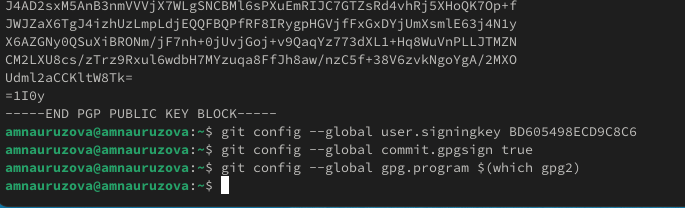 J4AD2sxM5AnB3nmVVVjX7WLgSNCBMl6sPXuEmRIJC7GTZsRd4vhRj5XHoQK7Op+f
JWJZaX6TgJ4izhUzLmpLdjEQQFBQPfRF8IRygpHGVjfFxGxDYjUmXsmlE63j4N1y
X6AZGNy0QSuXiBRONm/jF7nh+0jUvjGoj+v9QaqYz773dXL1+Hq8WuVnPLLJTMZN
CM2LXU8cs/zTrz9Rxul6wdbH7MYzuqa8FfJh8aw/nzC5f+38V6zvkNgoYgA/2MXO
Udml2aCCKltW8Tk=
=1I0y
-----END PGP PUBLIC KEY BLOCK-----
amnauruzova@amnauruzova:~$ git config --global user.signingkey BD605498ECD9C8C6
amnauruzova@amnauruzova:~$ git config --global commit.gpgsign true
amnauruzova@amnauruzova:~$ git config --global gpg.program $(which gpg2)
amnauruzova@amnauruzova:~$